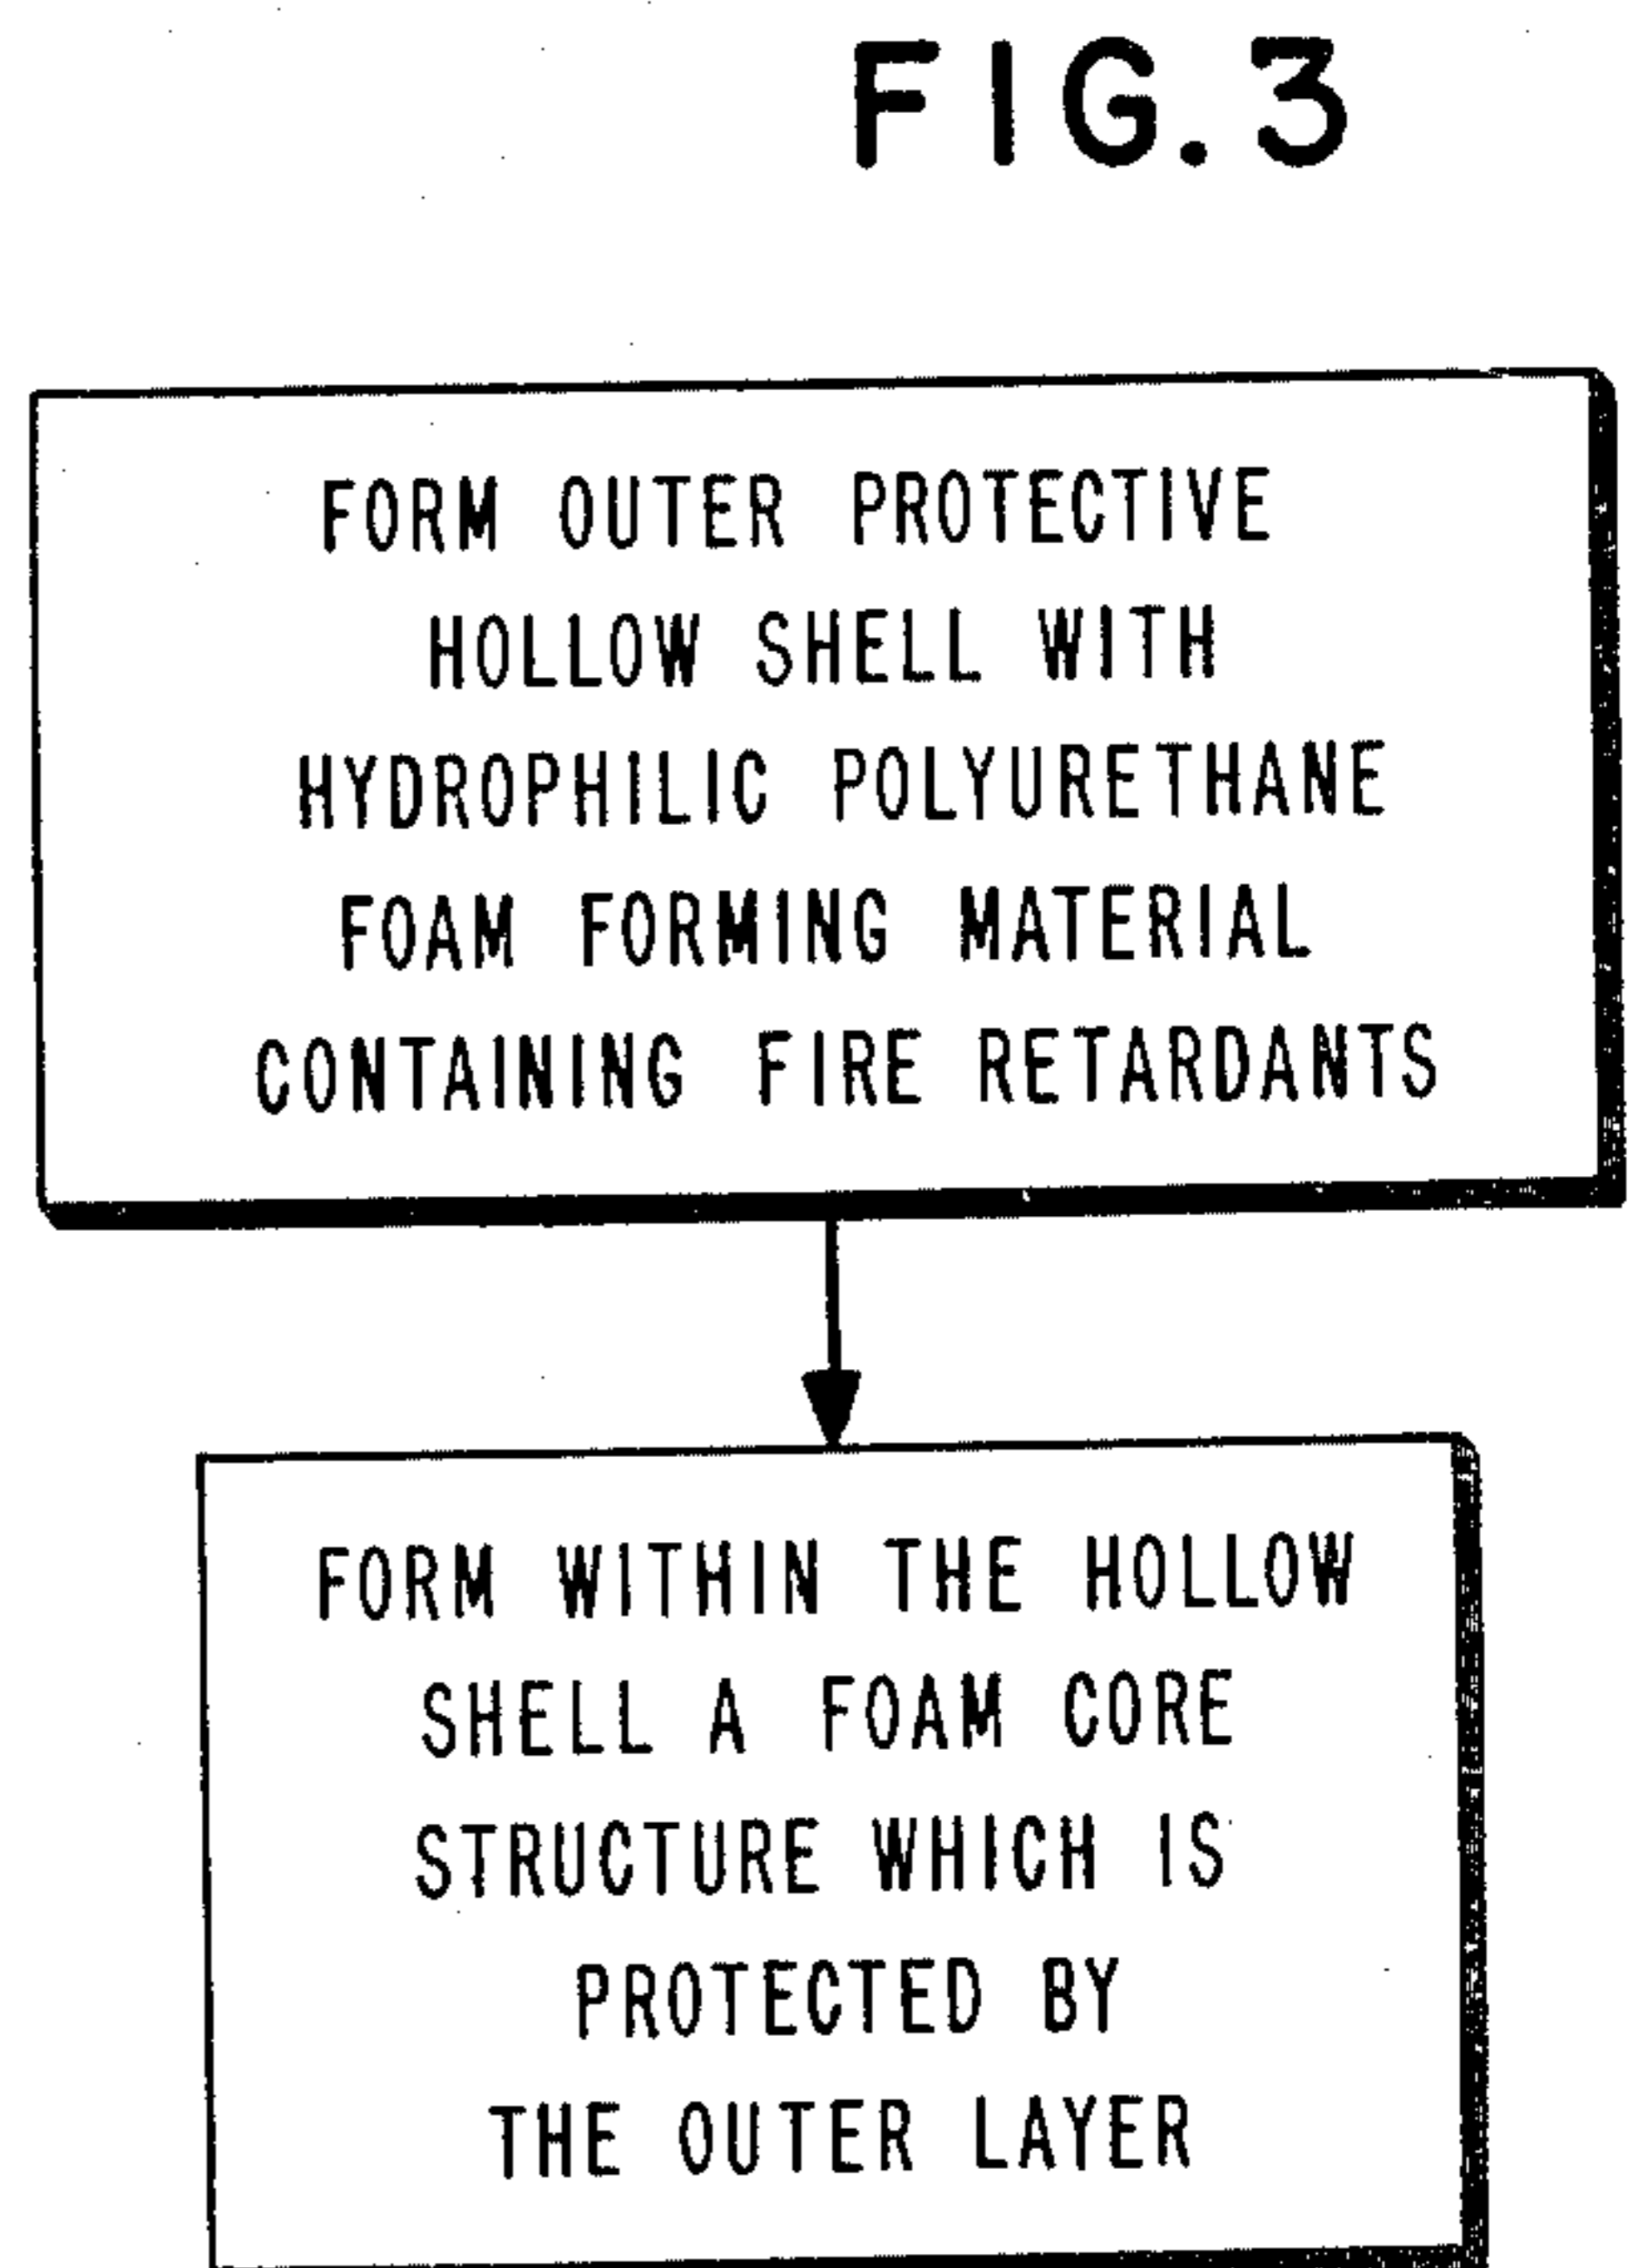 FIG.3
FORM OUTER PROTECTIVE
HOLLOW SHELL WITH
HYDROPHILIC POLYURETHANE
FOAM FORMING MATERIAL
CONTAINING FIRE RETARDANTS
FORM WITHIN THE HOLLOW
SHELL A FOAM CORE
STRUCTURE WHICH IS
PROTECTED BY
THE OUTER LAYER